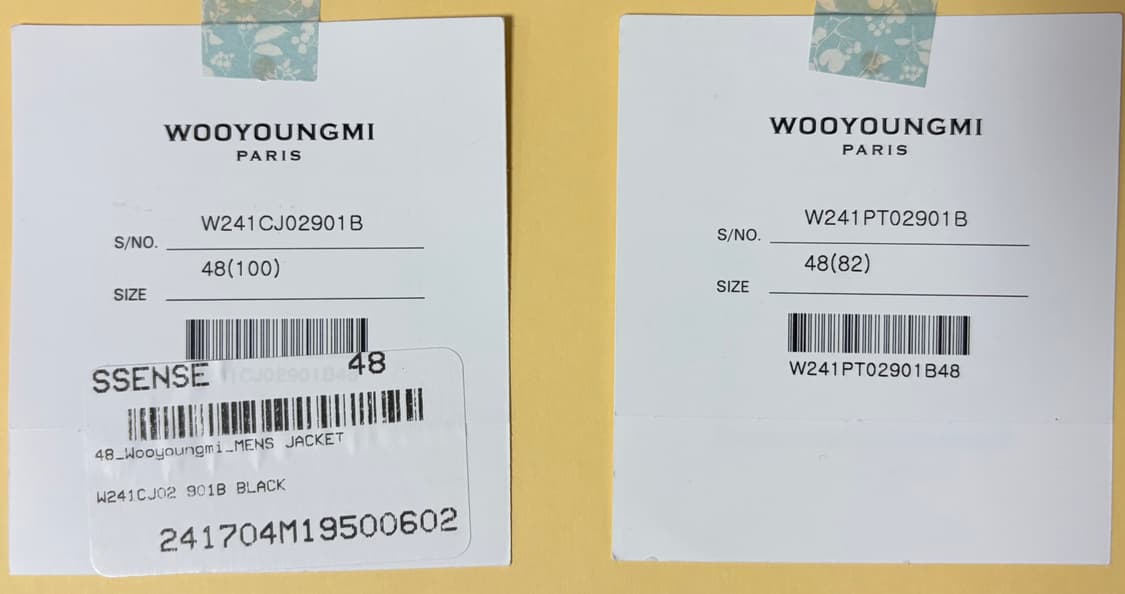 WOOYOUNGMI
PARIS
S/NO. W241CJ02901B
SIZE 48(100)
SSENSE 48
48_Wooyoungmi_MENS JACKET
W241CJ02 901B BLACK
241704M19500602
WOOYOUNGMI
PARIS
S/NO. W241PT02901B
SIZE 48(82)
W241PT02901B48